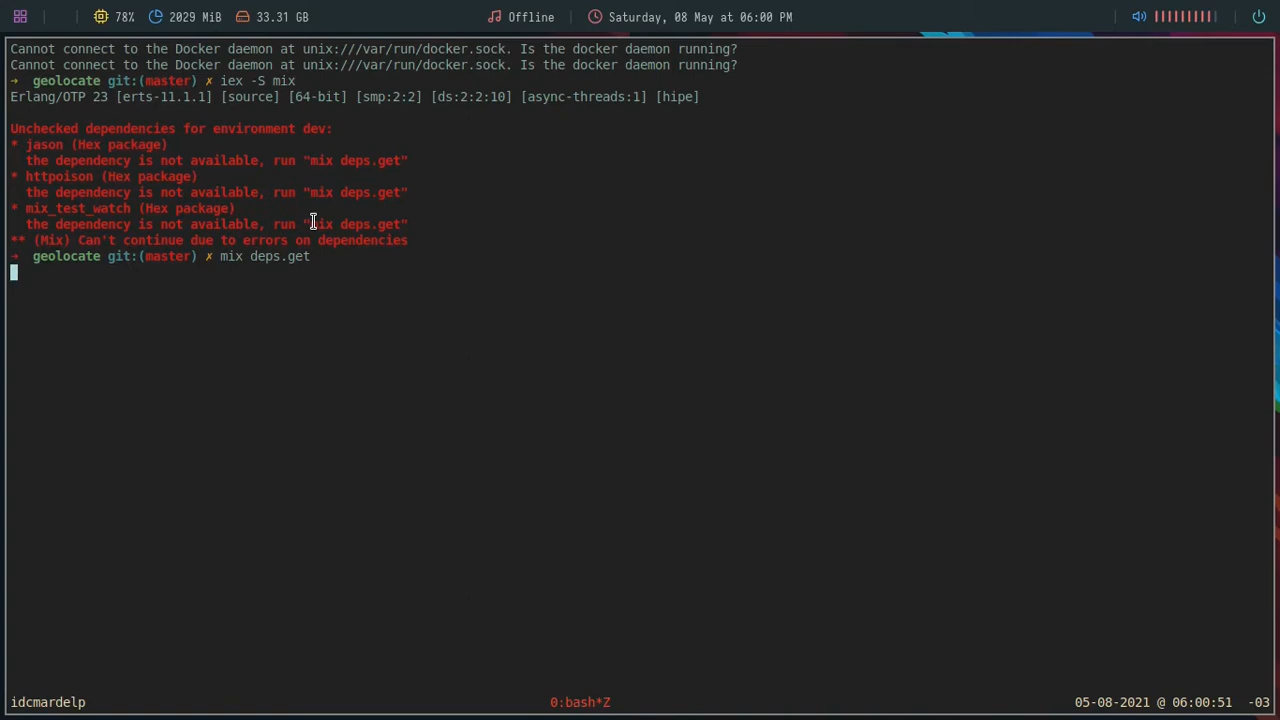 78% 2029 MiB 33.31 GB Offline Saturday, 08 May at 06:00 PM
Cannot connect to the Docker daemon at unix:///var/run/docker.sock. Is the docker daemon running?
Cannot connect to the Docker daemon at unix:///var/run/docker.sock. Is the docker daemon running?
→ geolocate git:(master) ✗ iex -S mix
Erlang/OTP 23 [erts-11.1.1] [source] [64-bit] [smp:2:2] [ds:2:2:10] [async-threads:1] [hipe]
Unchecked dependencies for environment dev:
* jason (Hex package)
the dependency is not available, run "mix deps.get"
* httpoison (Hex package)
the dependency is not available, run "mix deps.get"
* mix_test_watch (Hex package)
the dependency is not available, run "mix deps.get"
** (Mix) Can't continue due to errors on dependencies
→ geolocate git:(master) ✗ mix deps.get
idcmardelp 0:bash*Z 05-08-2021 @ 06:00:51 -03